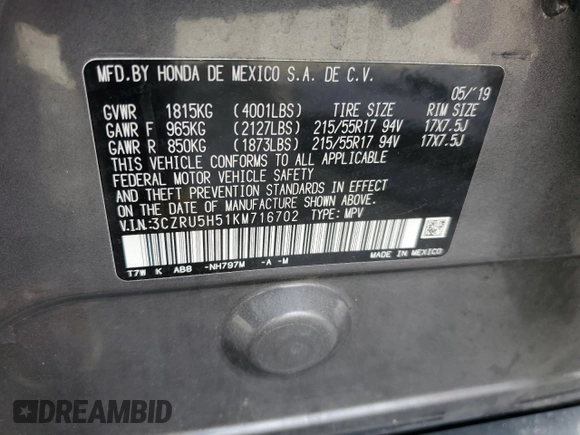 MFD.BY HONDA DE MEXICO S.A. DE C.V.
05/'19
GVWR 1815KG (4001LBS) TIRE SIZE RIM SIZE
GAWR F 965KG (2127LBS) 215/55R17 94V 17X7.5J
GAWR R 850KG (1873LBS) 215/55R17 94V 17X7.5J
THIS VEHICLE CONFORMS TO ALL APPLICABLE
FEDERAL MOTOR VEHICLE SAFETY
AND THEFT PREVENTION STANDARDS IN EFFECT
ON THE DATE OF MANUFACTURE SHOWN ABOVE.
V.I.N.:3CZRU5H51KM716702 TYPE: MPV
T7W K AB8 -NH797M -A -M
MADE IN MEXICO
DREAMBID